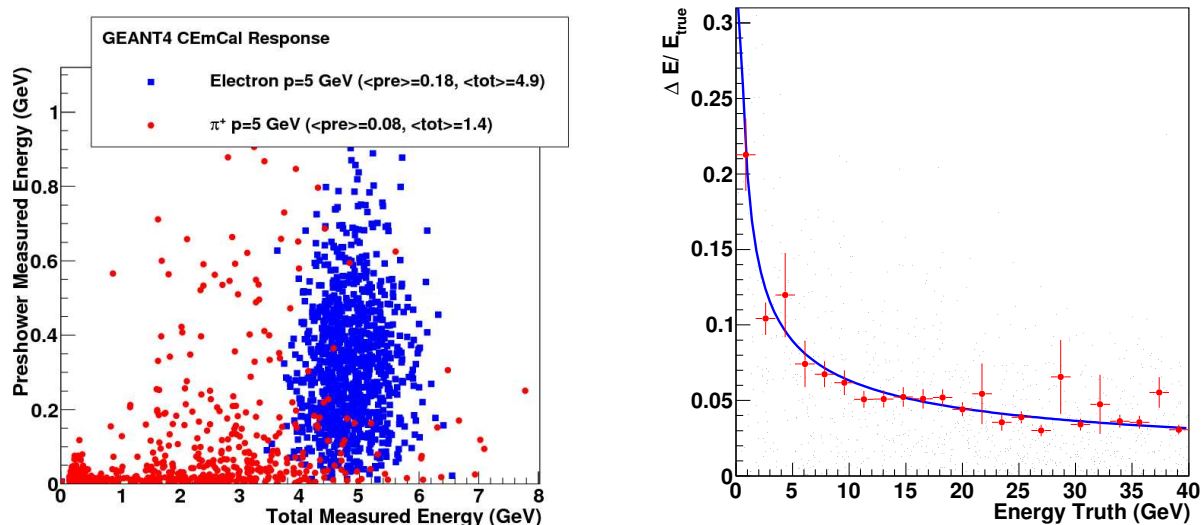 GEANT4 CEmCal Response
Electron p=5 GeV (<pre>=0.18, <tot>=4.9)
π+ p=5 GeV (<pre>=0.08, <tot>=1.4)
Preshower Measured Energy (GeV)
1
0.8
0.6
0.4
0.2
0
0 1 2 3 4 5 6 7 8
Total Measured Energy (GeV)
Δ E/ Etrue
0.3
0.25
0.2
0.15
0.1
0.05
0
0 5 10 15 20 25 30 35 40
Energy Truth (GeV)